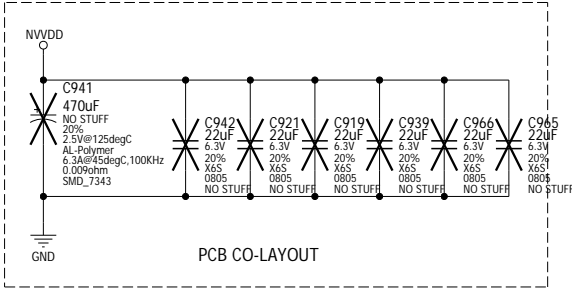 NVVDD
C941
470uF
NO STUFF
20%
2.5V@125degC
AL-Polymer
6.3A@45degC,100KHz
0.009ohm
SMD_7343
C942
22uF
6.3V
20%
X6S
0805
NO STUFF
C921
22uF
6.3V
20%
X6S
0805
NO STUFF
C919
22uF
6.3V
20%
X6S
0805
NO STUFF
C939
22uF
6.3V
20%
X6S
0805
NO STUFF
C966
22uF
6.3V
20%
X6S
0805
NO STUFF
C965
22uF
6.3V
20%
X6S
0805
NO STUFF
GND
PCB CO-LAYOUT